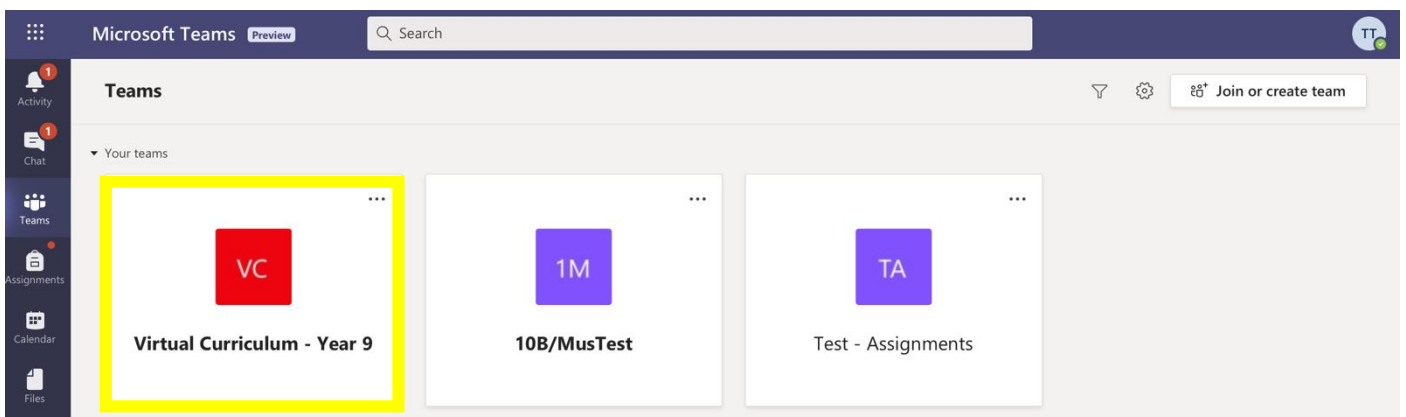 Microsoft Teams Preview
Search
TT
1
Activity
1
Chat
Teams
Assignments
Calendar
Files
Teams
Join or create team
Your teams
VC
Virtual Curriculum - Year 9
1M
10B/MusTest
TA
Test - Assignments